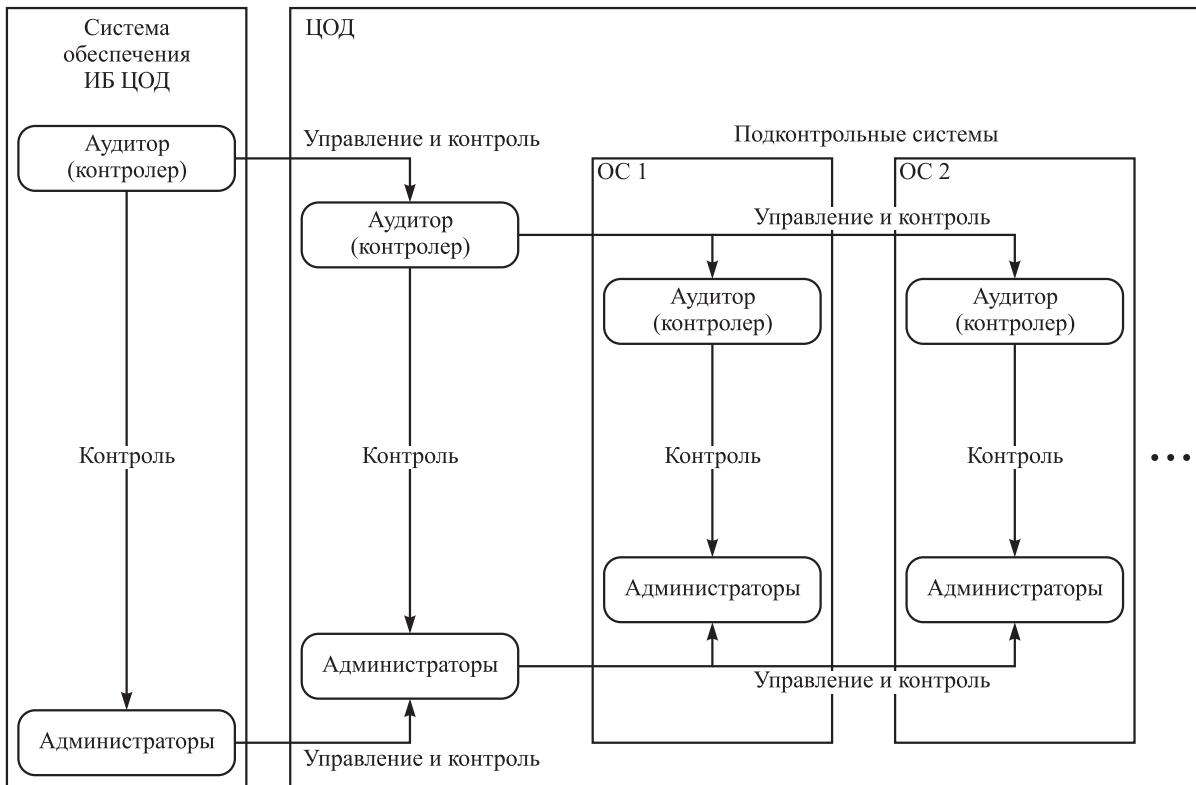 Система
обеспечения
ИБ ЦОД
Аудитор
(контролер)
Контроль
Администраторы
ЦОД
Управление и контроль
Аудитор
(контролер)
Контроль
Администраторы
Управление и контроль
Подконтрольные системы
ОС 1
ОС 2
Управление и контроль
Аудитор
(контролер)
Аудитор
(контролер)
Контроль
Контроль
...
Администраторы
Администраторы
Управление и контроль